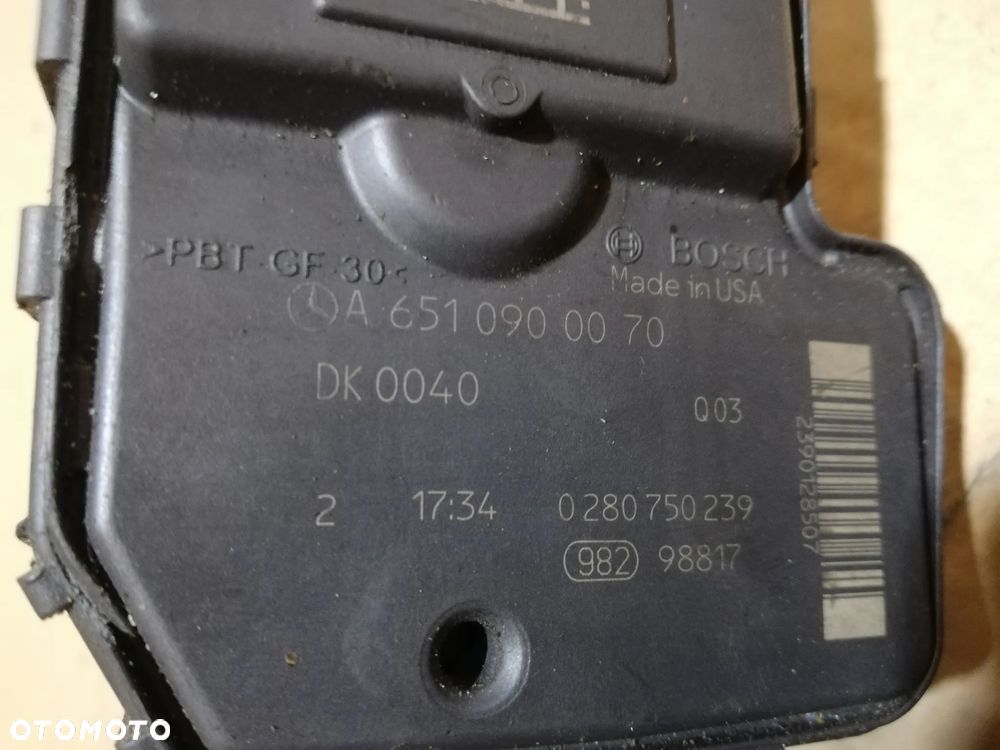 >PBT-GF 30<
BOSCH
Made in USA
A 651 090 00 70
DK 0040
Q 03
2390128507
2 17:34 0 280 750 239
982 98817
OTOMOTO